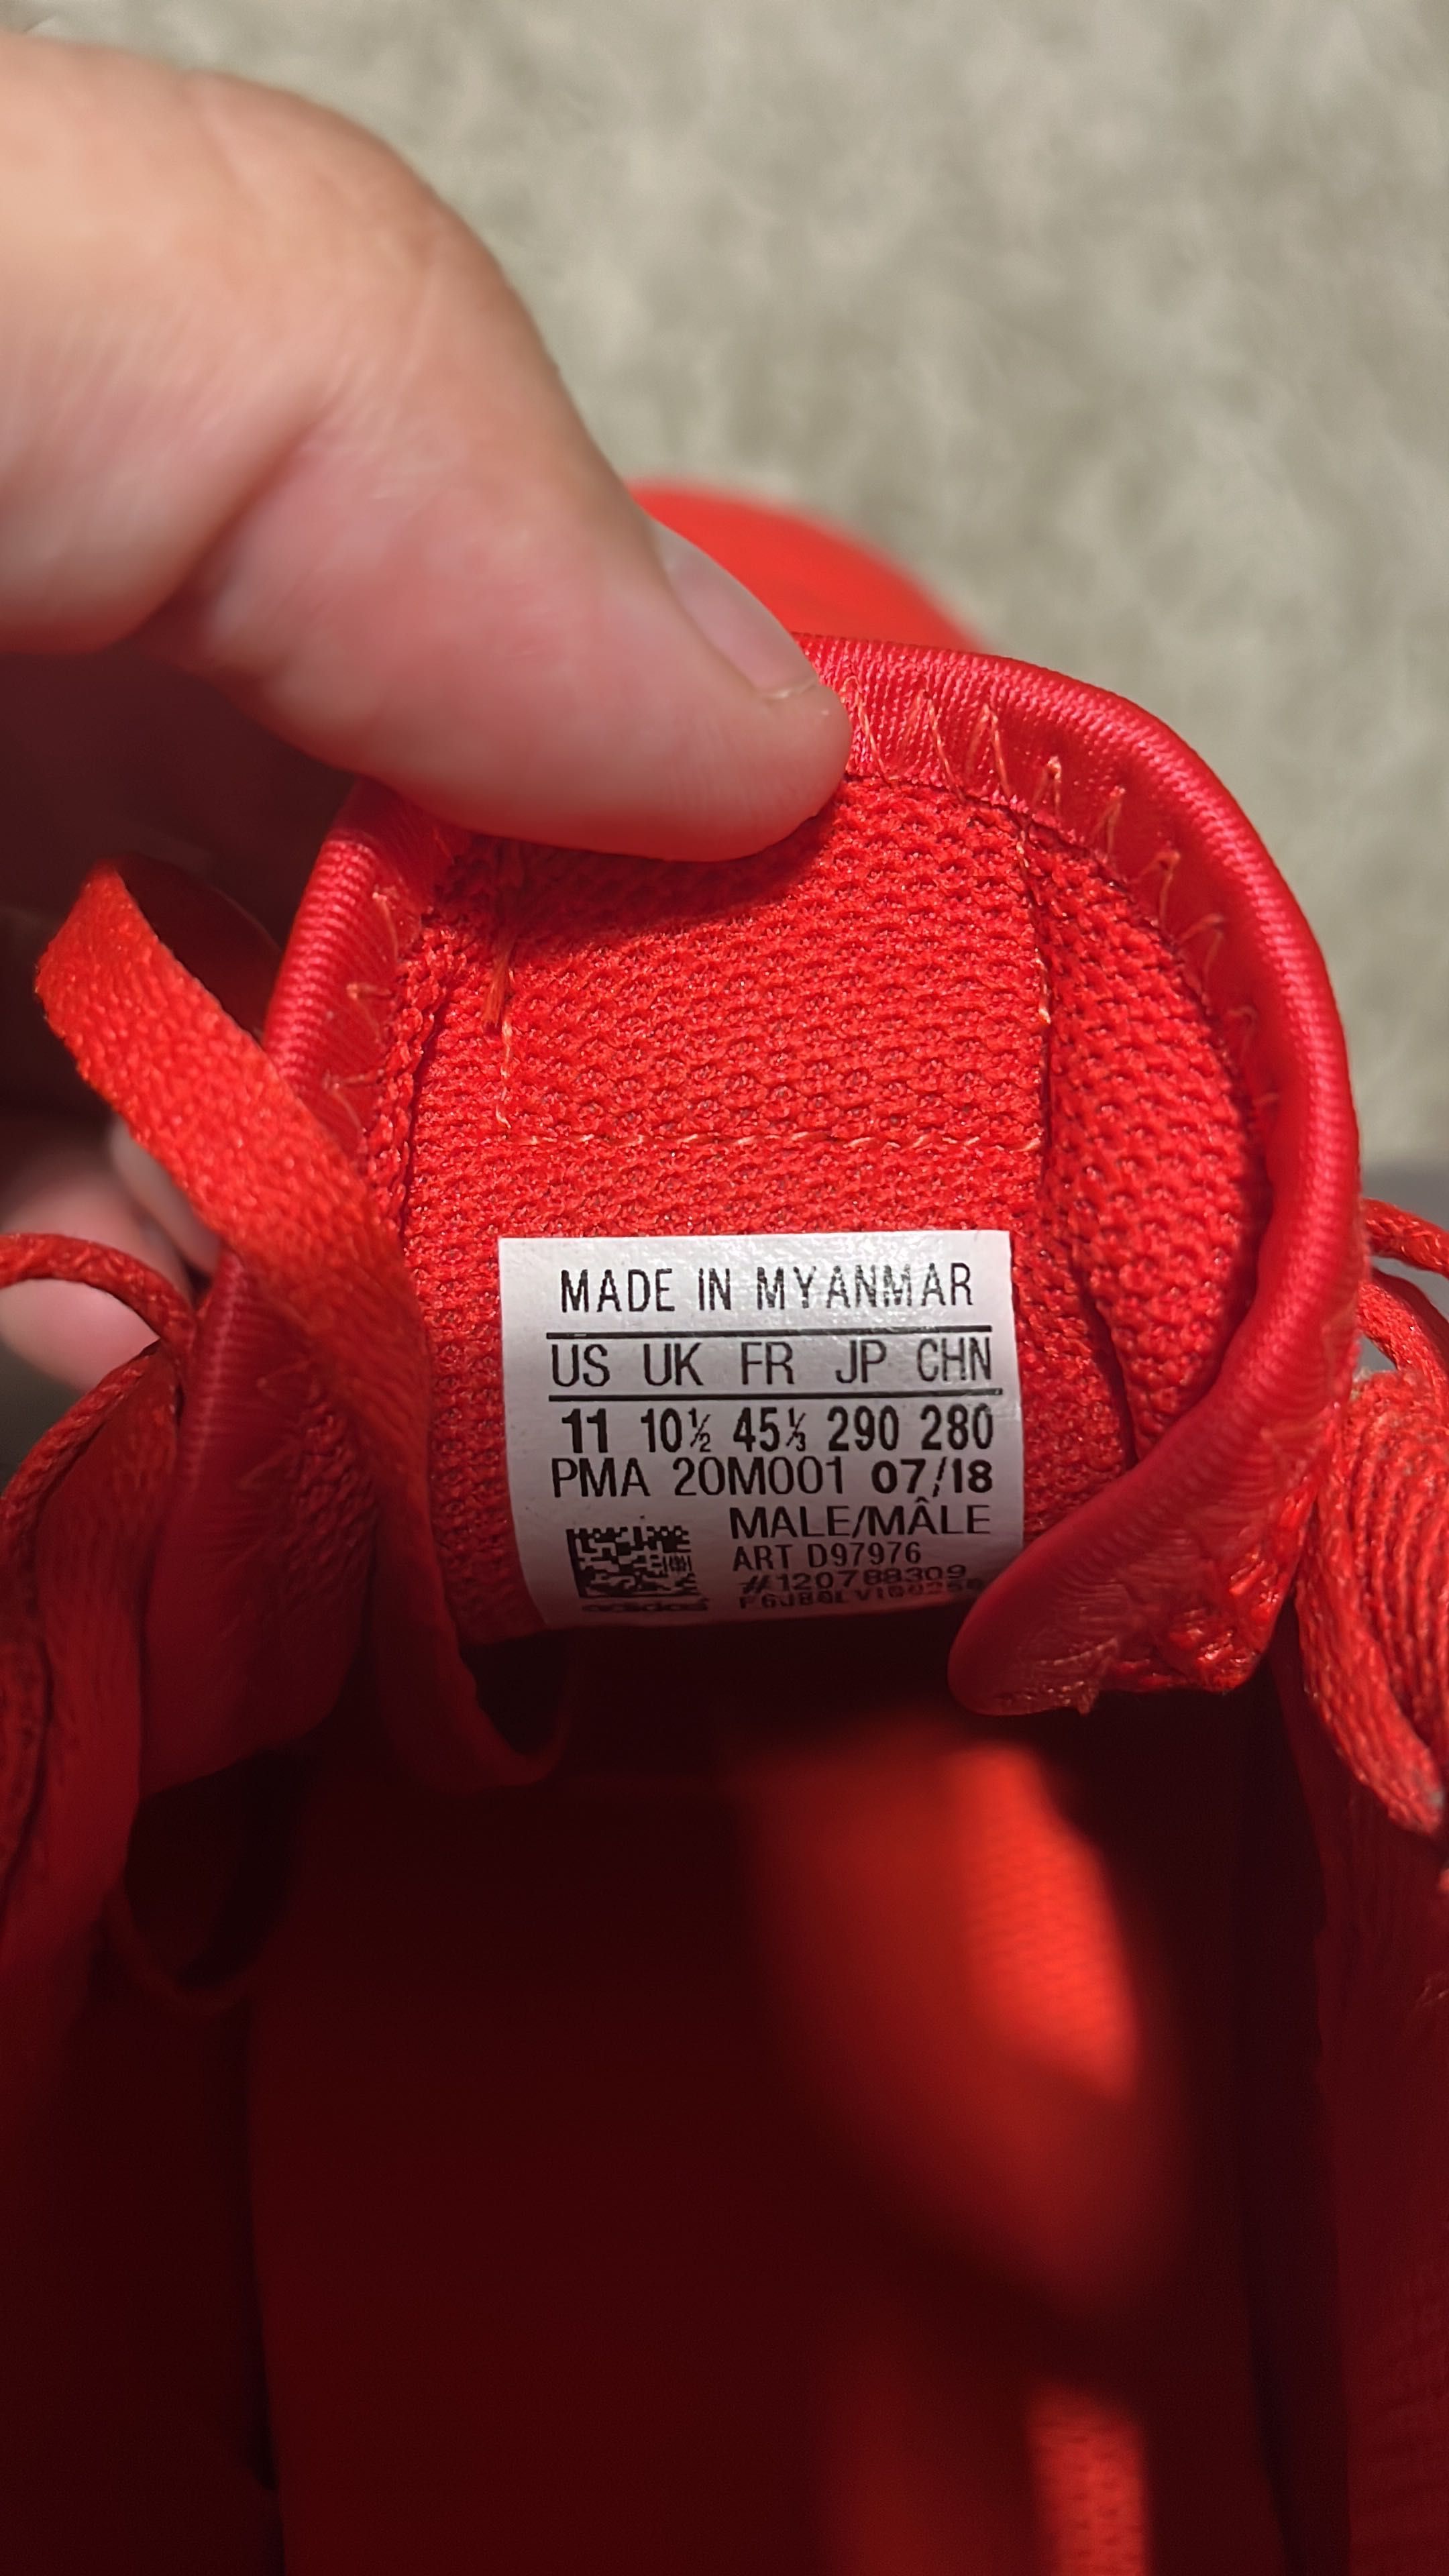 MADE IN MYANMAR
US UK FR JP CHN
11 10½ 45⅓ 290 280
PMA 20M001 07/18
MALE/MÂLE
ART D97976
#120788309
adidas